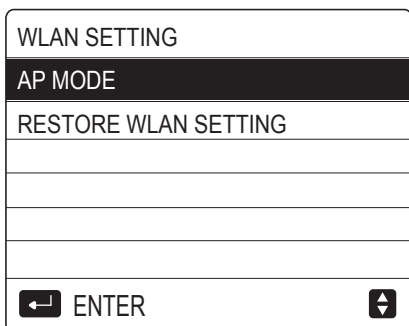 WLAN SETTING
AP MODE
RESTORE WLAN SETTING
ENTER